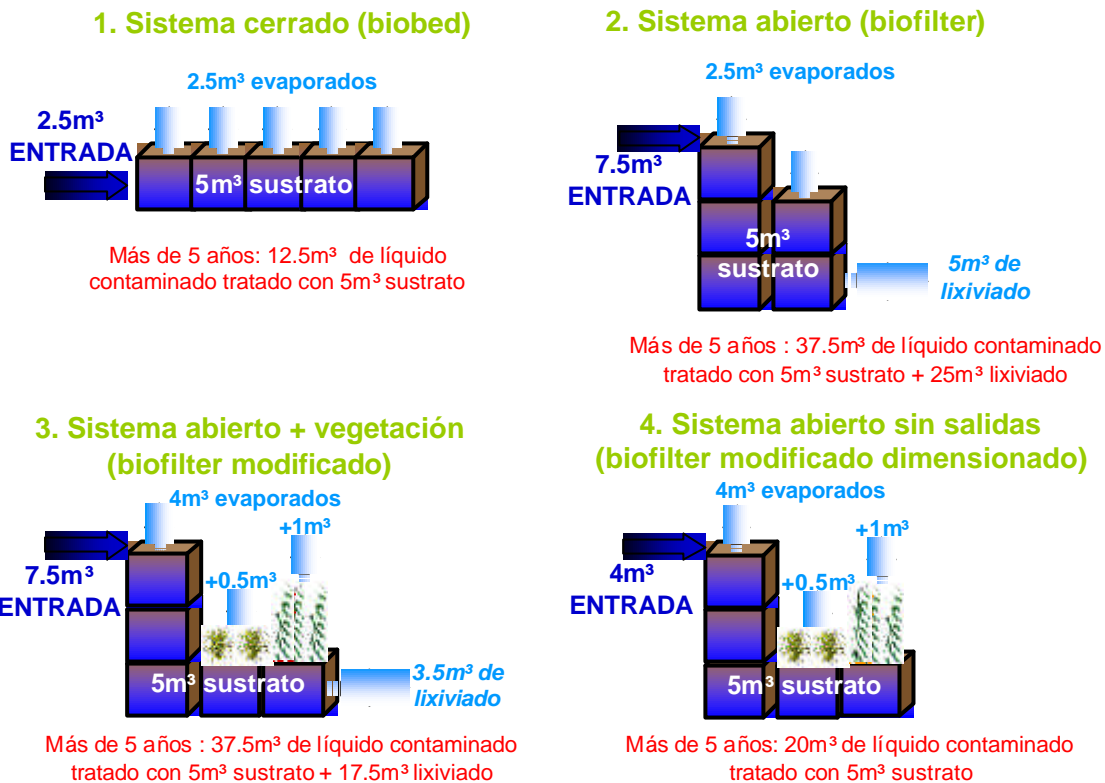 1. Sistema cerrado (biobed)
2.5m³ evaporados
2.5m³
ENTRADA
5m³ sustrato
Más de 5 años: 12.5m³ de líquido
contaminado tratado con 5m³ sustrato
2. Sistema abierto (biofilter)
2.5m³ evaporados
7.5m³
ENTRADA
5m³
sustrato
5m³ de
lixiviado
Más de 5 años : 37.5m³ de líquido contaminado
tratado con 5m³ sustrato + 25m³ lixiviado
3. Sistema abierto + vegetación
(biofilter modificado)
4m³ evaporados
+1m³
7.5m³
ENTRADA
+0.5m³
5m³ sustrato
3.5m³ de
lixiviado
Más de 5 años : 37.5m³ de líquido contaminado
tratado con 5m³ sustrato + 17.5m³ lixiviado
4. Sistema abierto sin salidas
(biofilter modificado dimensionado)
4m³ evaporados
+1m³
4m³
ENTRADA
+0.5m³
5m³ sustrato
Más de 5 años: 20m³ de líquido contaminado
tratado con 5m³ sustrato